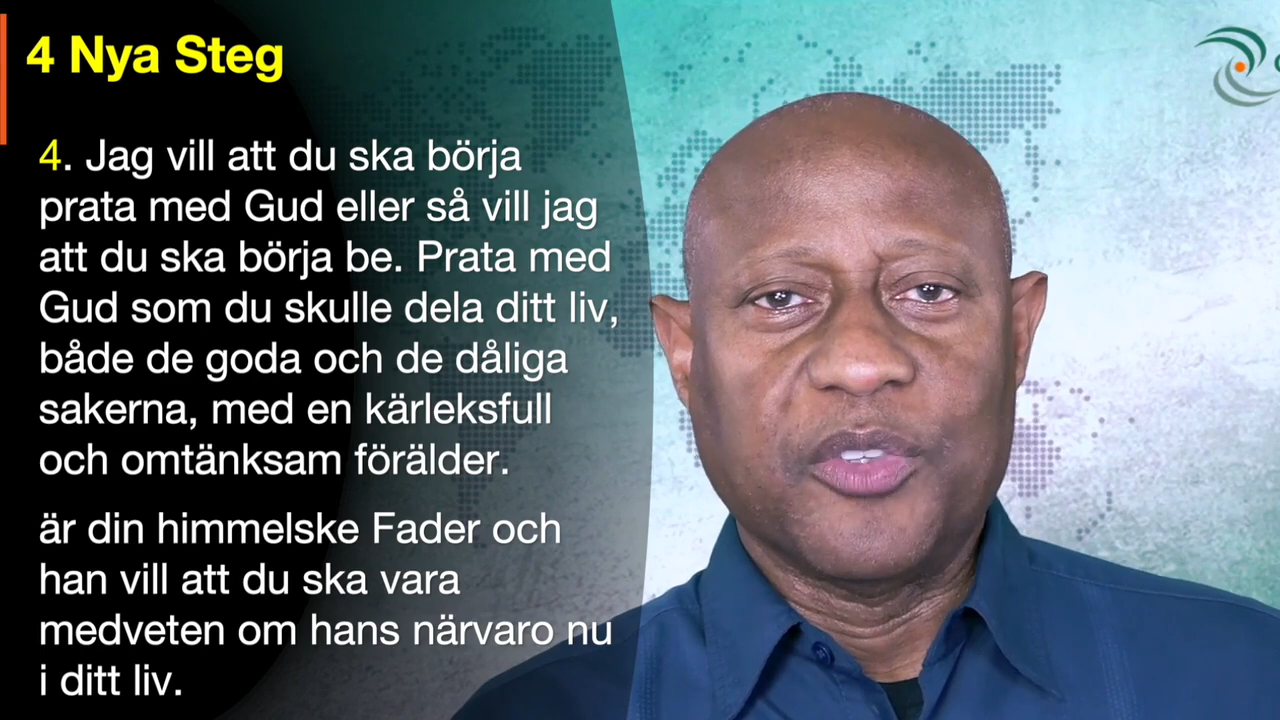 4 Nya Steg
4. Jag vill att du ska börja
prata med Gud eller så vill jag
att du ska börja be. Prata med
Gud som du skulle dela ditt liv,
både de goda och de dåliga
sakerna, med en kärleksfull
och omtänksam förälder.
är din himmelske Fader och
han vill att du ska vara
medveten om hans närvaro nu
i ditt liv.